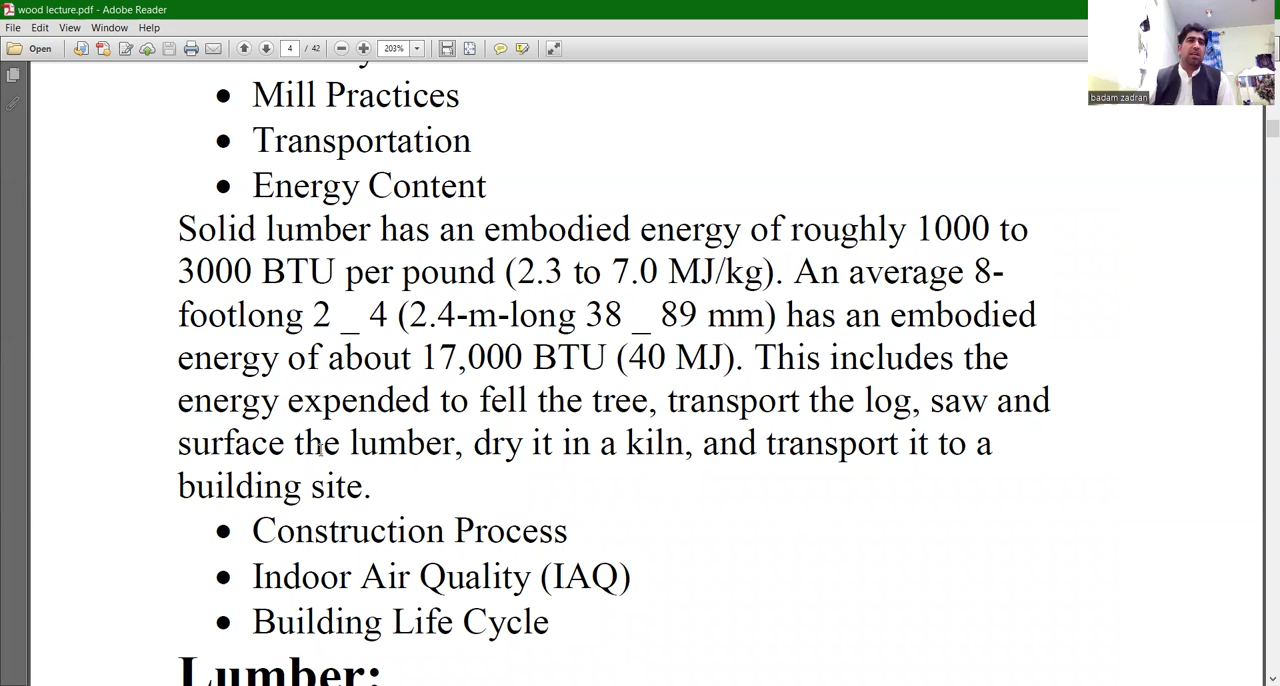 wood lecture.pdf - Adobe Reader
File Edit View Window Help
Open 4 / 42 203%
badam zadran
• Mill Practices
• Transportation
• Energy Content
Solid lumber has an embodied energy of roughly 1000 to
3000 BTU per pound (2.3 to 7.0 MJ/kg). An average 8-
footlong 2 _ 4 (2.4-m-long 38 _ 89 mm) has an embodied
energy of about 17,000 BTU (40 MJ). This includes the
energy expended to fell the tree, transport the log, saw and
surface the lumber, dry it in a kiln, and transport it to a
building site.
• Construction Process
• Indoor Air Quality (IAQ)
• Building Life Cycle
Lumber: